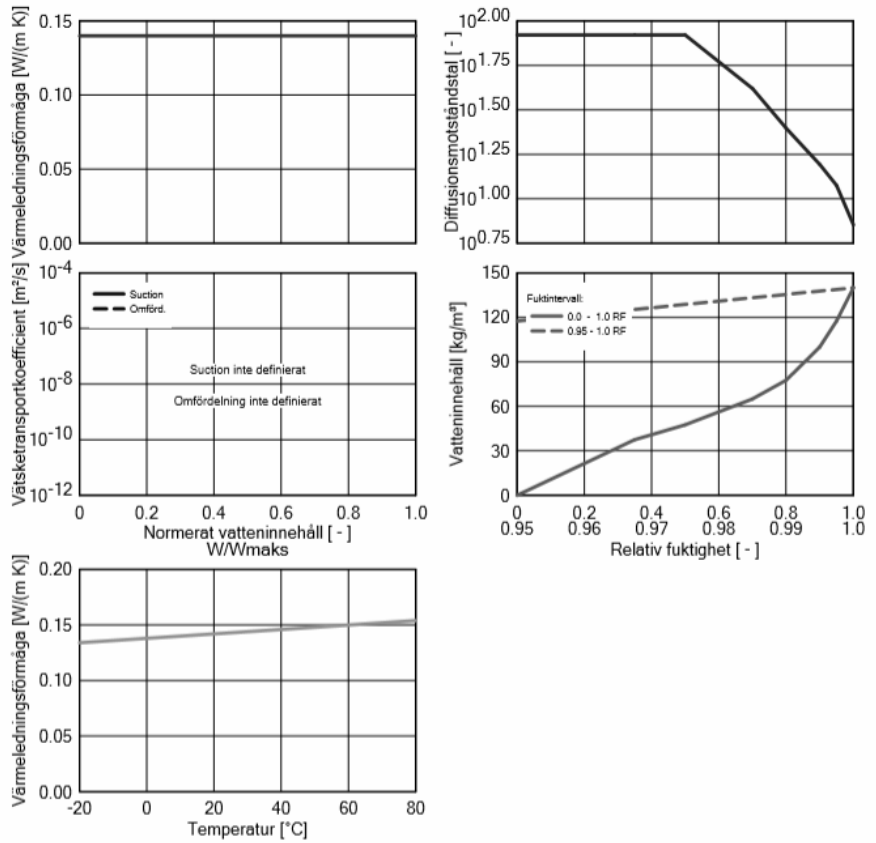 Värmeledningsförmåga [W/(m K)]
0.15
0.10
0.05
0.00
Diffusionsmotståndstal [ - ]
10^2.00
10^1.75
10^1.50
10^1.25
10^1.00
10^0.75
Vätsketransportkoefficient [m²/s]
10^-4
10^-6
10^-8
10^-10
10^-12
Suction
Omförd.
Suction inte definierat
Omfördelning inte definierat
0 0.2 0.4 0.6 0.8 1.0
Normerat vatteninnehåll [ - ]
W/Wmaks
Vatteninnehåll [kg/m³]
150
120
90
60
30
0
Fuktintervall:
0.0 - 1.0 RF
0.95 - 1.0 RF
0 0.2 0.4 0.6 0.8 1.0
0.95 0.96 0.97 0.98 0.99 1.0
Relativ fuktighet [ - ]
Värmeledningsförmåga [W/(m K)]
0.20
0.15
0.10
0.05
0.00
-20 0 20 40 60 80
Temperatur [°C]